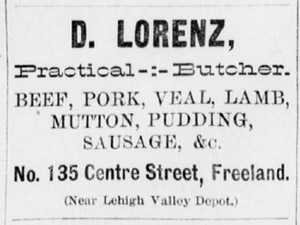 D. LORENZ,
Practical-:-Butcher.
BEEF, PORK, VEAL, LAMB,
MUTTON, PUDDING,
SAUSAGE, &c.
No. 135 Centre Street, Freeland.
(Near Lehigh Valley Depot.)